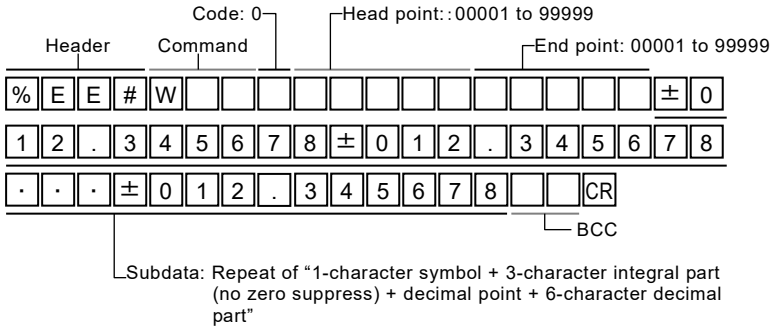 Code: 0 Head point: : 00001 to 99999
Header Command End point: 00001 to 99999
% E E # W ± 0
1 2 . 3 4 5 6 7 8 ± 0 1 2 . 3 4 5 6 7 8
· · · ± 0 1 2 . 3 4 5 6 7 8 CR
BCC
Subdata: Repeat of “1-character symbol + 3-character integral part
(no zero suppress) + decimal point + 6-character decimal
part”